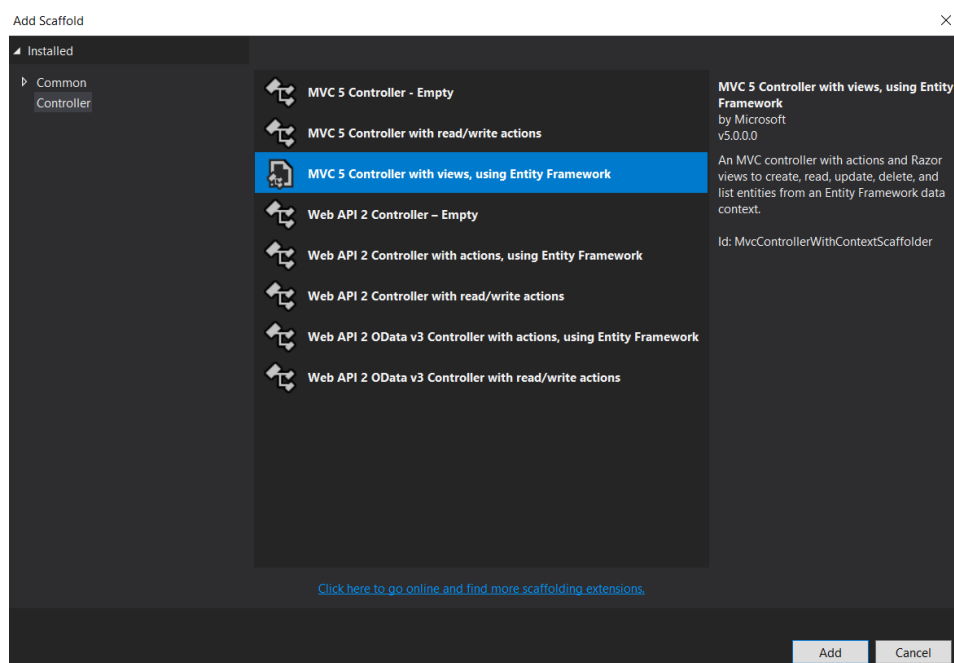 Add Scaffold
Installed
Common
Controller
MVC 5 Controller - Empty
MVC 5 Controller with read/write actions
MVC 5 Controller with views, using Entity Framework
Web API 2 Controller – Empty
Web API 2 Controller with actions, using Entity Framework
Web API 2 Controller with read/write actions
Web API 2 OData v3 Controller with actions, using Entity Framework
Web API 2 OData v3 Controller with read/write actions
Click here to go online and find more scaffolding extensions.
MVC 5 Controller with views, using Entity
Framework
by Microsoft
v5.0.0.0
An MVC controller with actions and Razor
views to create, read, update, delete, and
list entities from an Entity Framework data
context.
Id: MvcControllerWithContextScaffolder
Add
Cancel